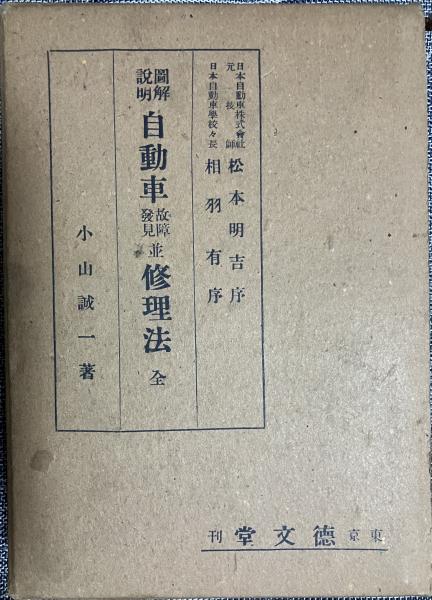 日本自動車株式會社
元技師長
松本明吉序
日本自動車學校々長
相羽有序
圖解
說明
自動車
故障
發見
並
修理法
全
小山誠一著
東京
德文堂
刊